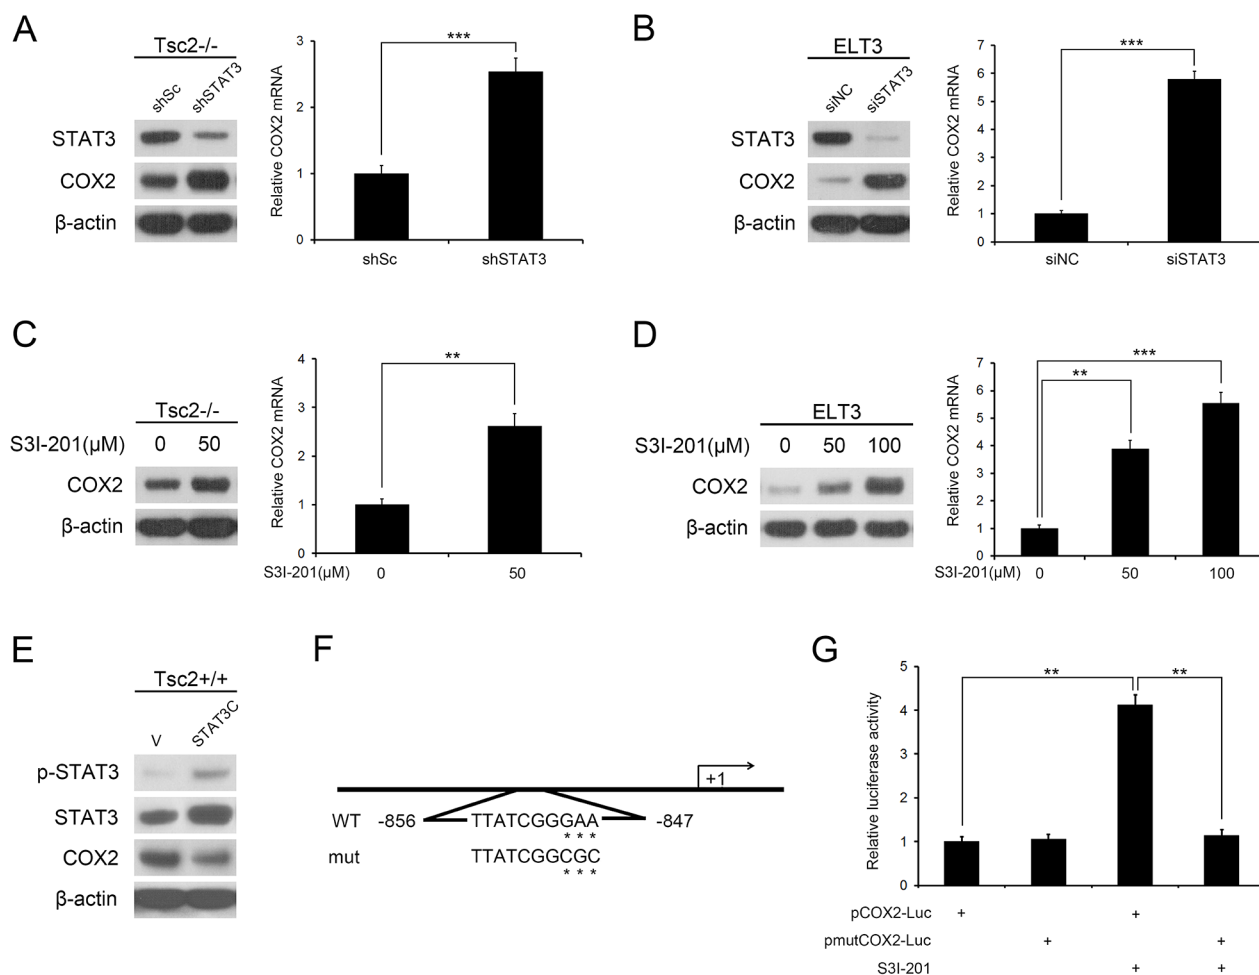 A
Tsc2-/-
shSc shSTAT3
STAT3
COX2
β-actin
Relative COX2 mRNA
3
2
1
0
***
shSc shSTAT3
B
ELT3
siNC siSTAT3
STAT3
COX2
β-actin
Relative COX2 mRNA
7
6
5
4
3
2
1
0
***
siNC siSTAT3
C
Tsc2-/-
S3I-201(μM) 0 50
COX2
β-actin
Relative COX2 mRNA
4
3
2
1
0
**
S3I-201(μM) 0 50
D
ELT3
S3I-201(μM) 0 50 100
COX2
β-actin
Relative COX2 mRNA
7
6
5
4
3
2
1
0
***
**
S3I-201(μM) 0 50 100
E
Tsc2+/+
V STAT3C
p-STAT3
STAT3
COX2
β-actin
F
+1
WT -856 TTATCGGGAA -847
* * *
mut TTATCGGCGC
* * *
G
Relative luciferase activity
5
4
3
2
1
0
** **
pCOX2-Luc + +
pmutCOX2-Luc + +
S3I-201 + +